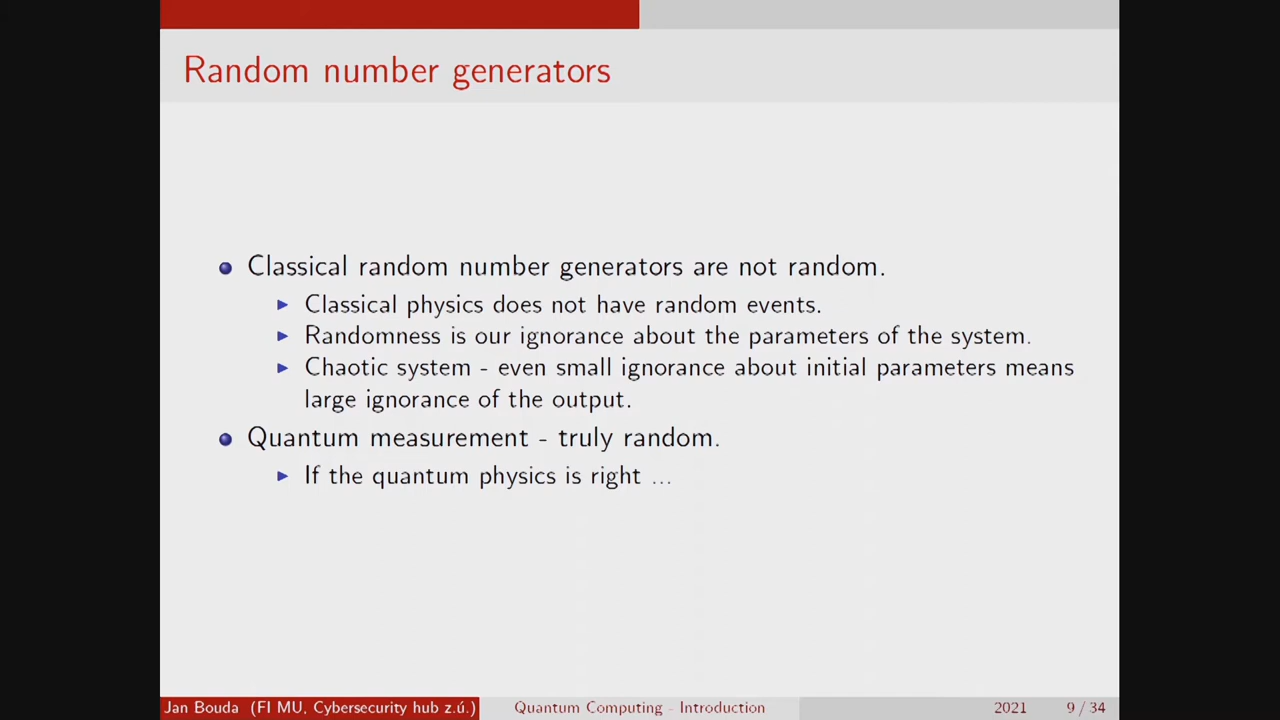 Random number generators
Classical random number generators are not random.
Classical physics does not have random events.
Randomness is our ignorance about the parameters of the system.
Chaotic system - even small ignorance about initial parameters means
large ignorance of the output.
Quantum measurement - truly random.
If the quantum physics is right ...
Jan Bouda (FI MU, Cybersecurity hub z.ú.) Quantum Computing - Introduction 2021 9 / 34